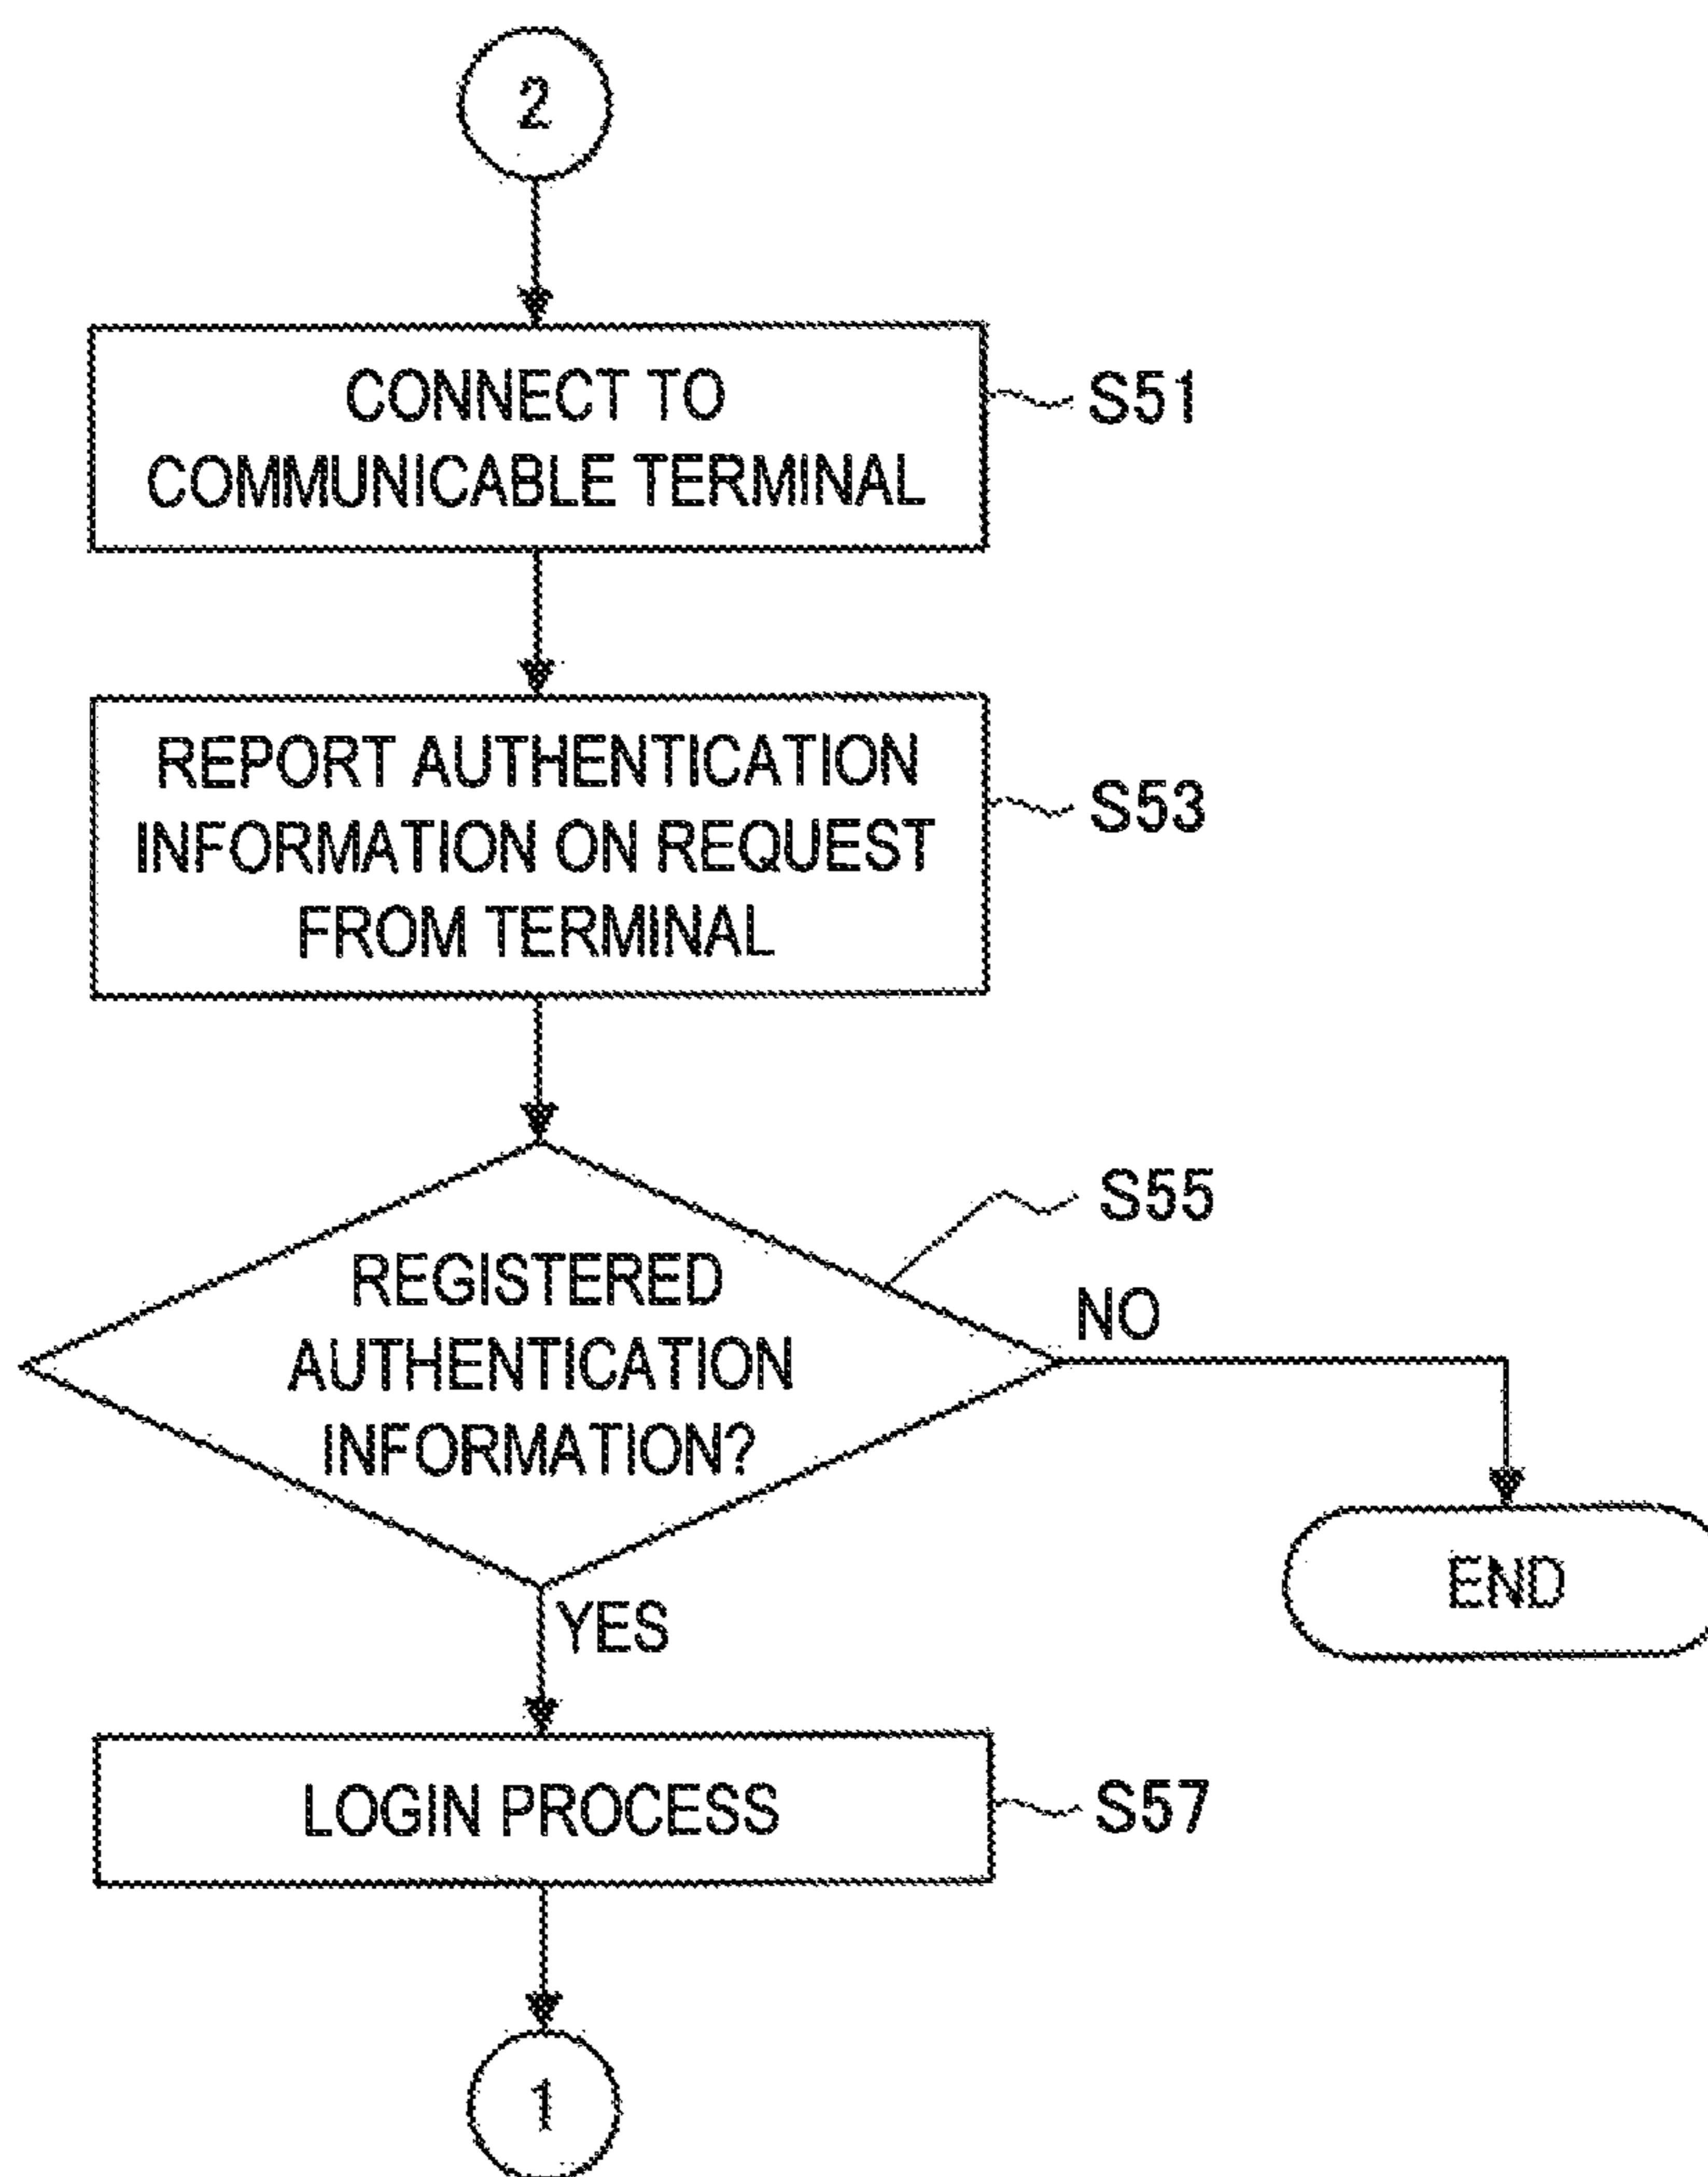 2
CONNECT TO
COMMUNICABLE TERMINAL
S51
REPORT AUTHENTICATION
INFORMATION ON REQUEST
FROM TERMINAL
S53
S55
REGISTERED
AUTHENTICATION
INFORMATION?
NO
END
YES
LOGIN PROCESS
S57
1